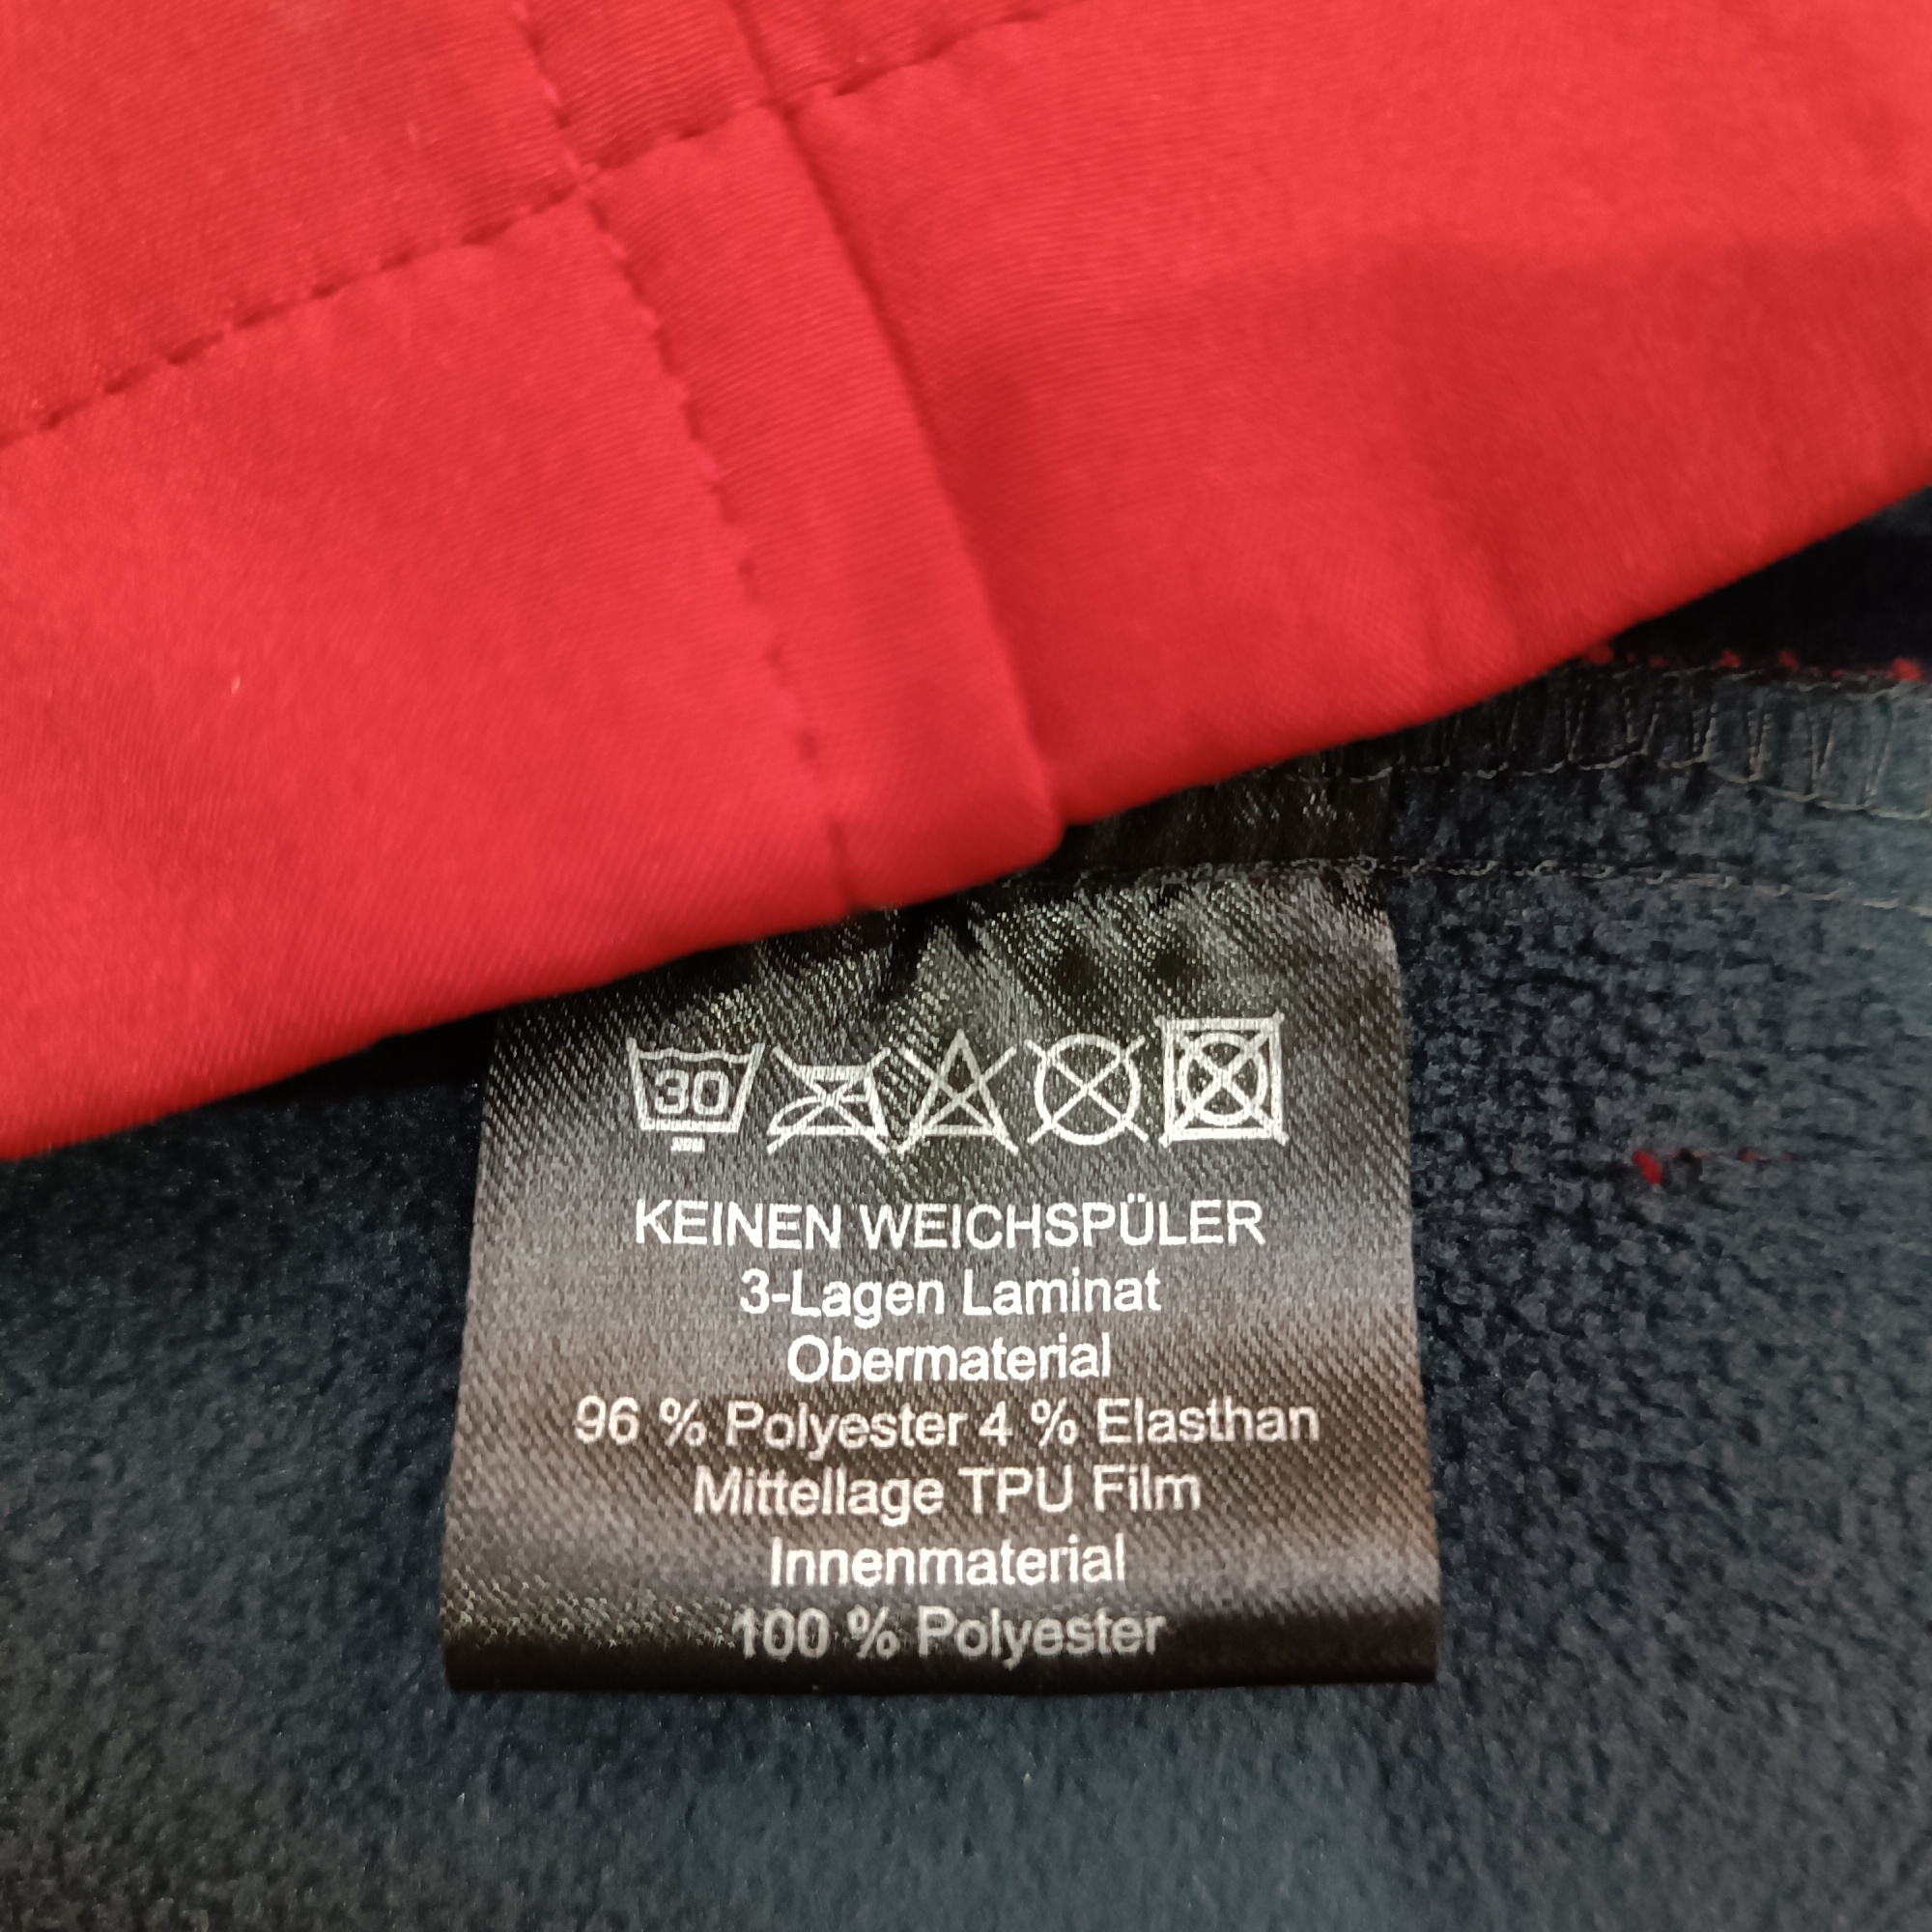 30
KEINEN WEICHSPÜLER
3-Lagen Laminat
Obermaterial
96 % Polyester 4 % Elasthan
Mittellage TPU Film
Innenmaterial
100 % Polyester